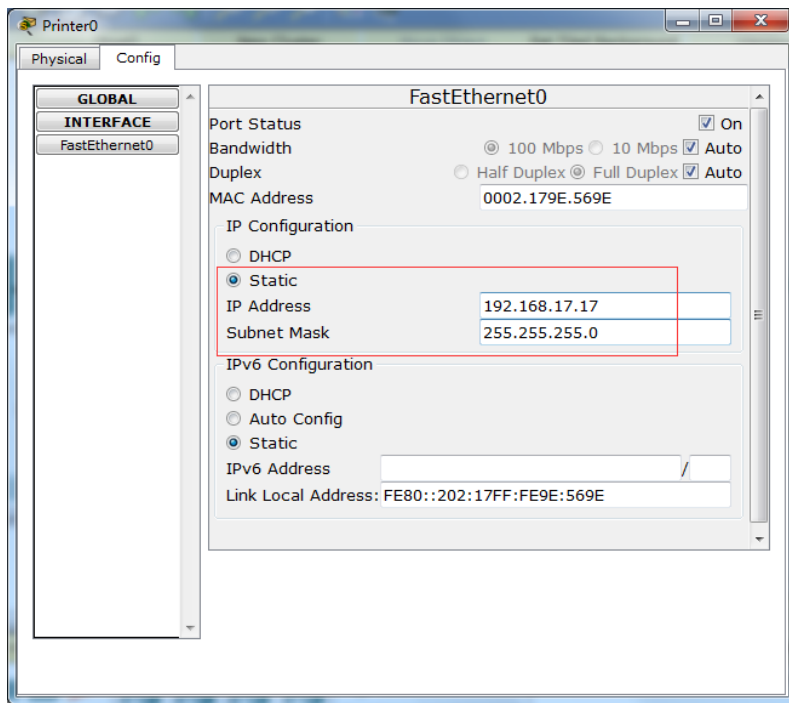 Printer0
Physical Config
GLOBAL
INTERFACE
FastEthernet0
FastEthernet0
Port Status On
Bandwidth 100 Mbps 10 Mbps Auto
Duplex Half Duplex Full Duplex Auto
MAC Address 0002.179E.569E
IP Configuration
DHCP
Static
IP Address 192.168.17.17
Subnet Mask 255.255.255.0
IPv6 Configuration
DHCP
Auto Config
Static
IPv6 Address /
Link Local Address: FE80::202:17FF:FE9E:569E